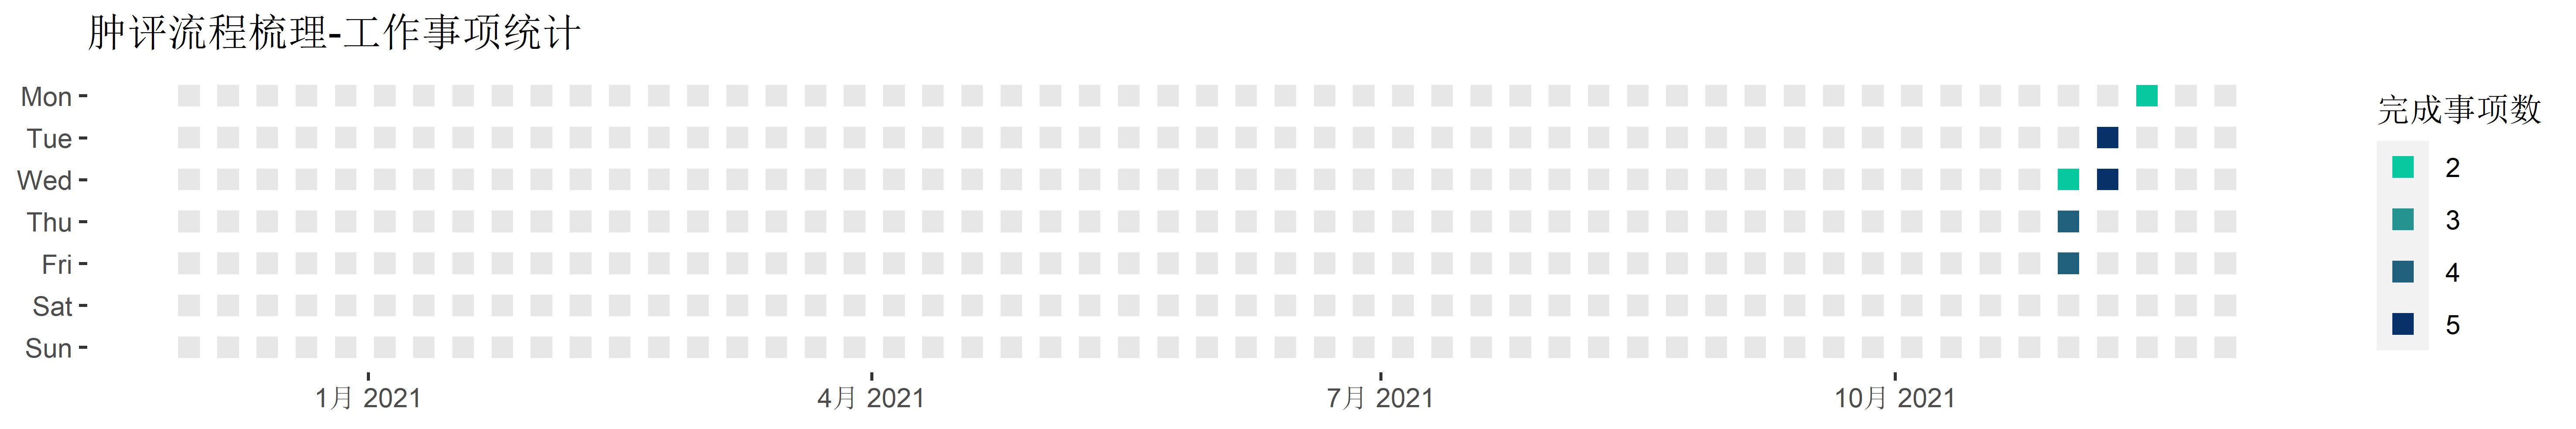 肿评流程梳理-工作事项统计
Mon
Tue
Wed
Thu
Fri
Sat
Sun
1月 2021
4月 2021
7月 2021
10月 2021
完成事项数
2
3
4
5